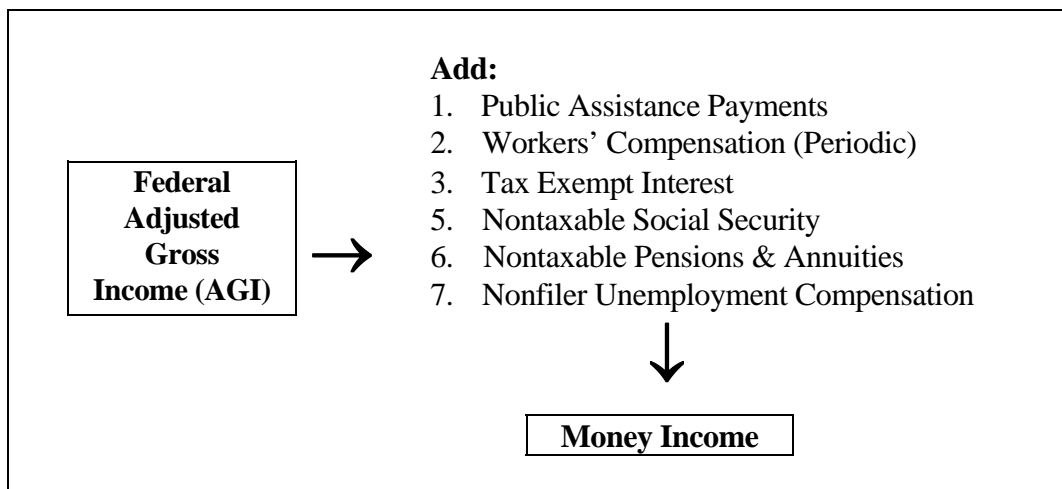 Add:
1. Public Assistance Payments
2. Workers’ Compensation (Periodic)
3. Tax Exempt Interest
5. Nontaxable Social Security
6. Nontaxable Pensions & Annuities
7. Nonfiler Unemployment Compensation
Federal
Adjusted
Gross
Income (AGI)
Money Income